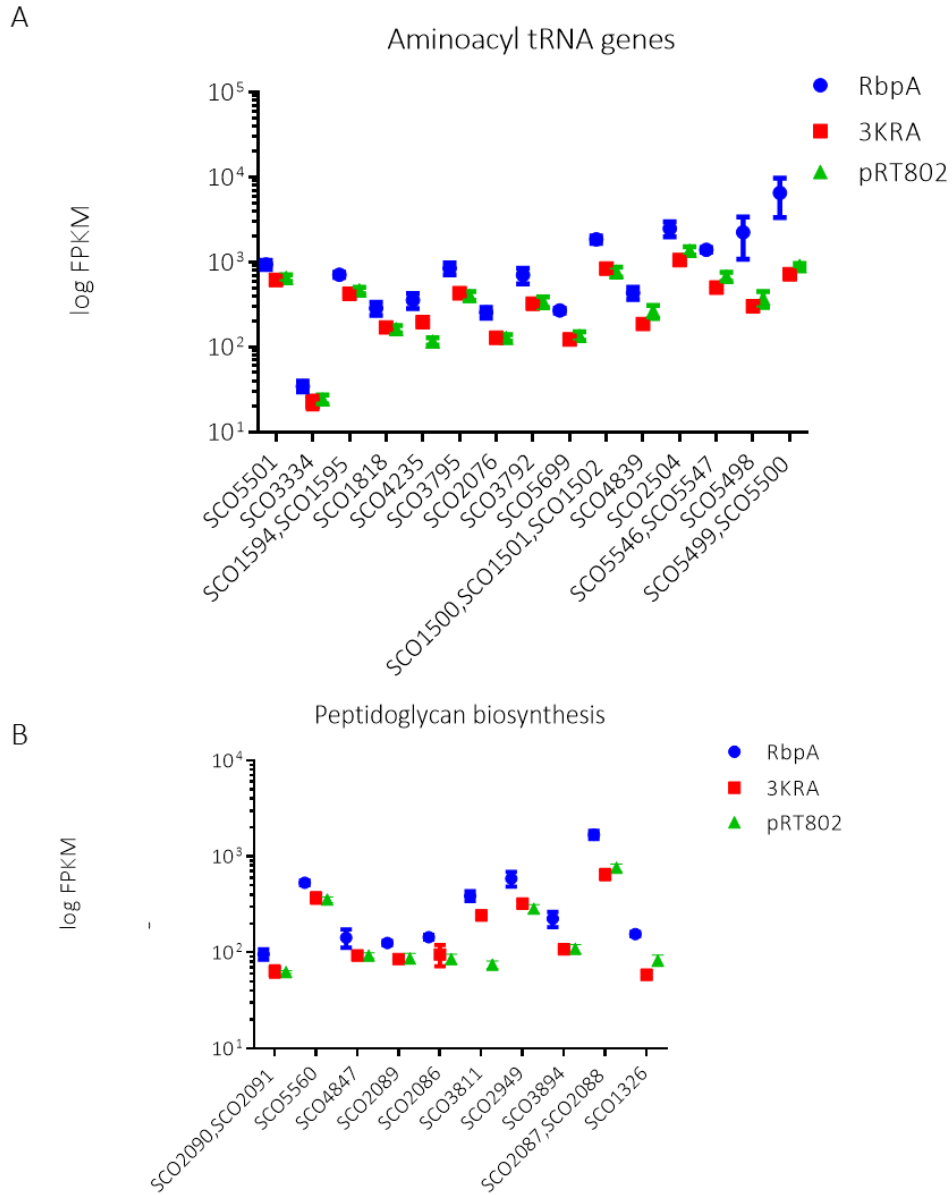 A
Aminoacyl tRNA genes
RbpA
3KRA
pRT802
log FPKM
10^5
10^4
10^3
10^2
10^1
SCO5501
SCO3334
SCO1594,SCO1595
SCO1818
SCO4235
SCO3795
SCO2076
SCO3792
SCO5699
SCO1500,SCO1501,SCO1502
SCO4839
SCO2504
SCO5546,SCO5547
SCO5498
SCO5499,SCO5500
B
Peptidoglycan biosynthesis
RbpA
3KRA
pRT802
log FPKM
-
10^4
10^3
10^2
10^1
SCO2090,SCO2091
SCO5560
SCO4847
SCO2089
SCO2086
SCO3811
SCO2949
SCO3894
SCO2087,SCO2088
SCO1326